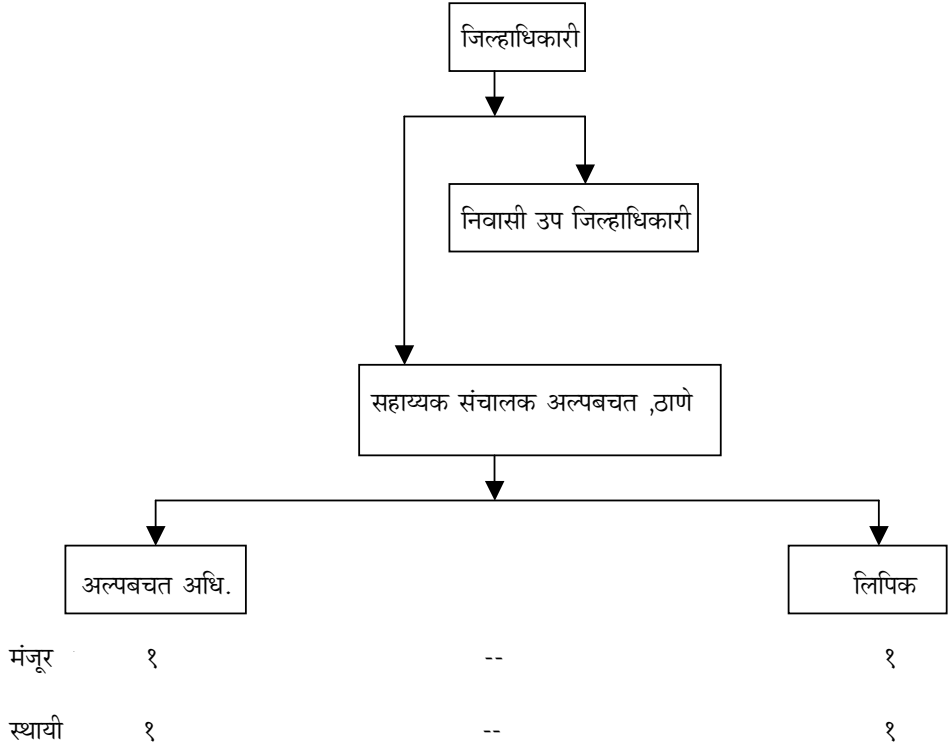 जिल्हाधिकारी
निवासी उप जिल्हाधिकारी
सहाय्यक संचालक अल्पबचत ,ठाणे
अल्पबचत अधि. लिपिक
मंजूर १ -- १
स्थायी १ -- १